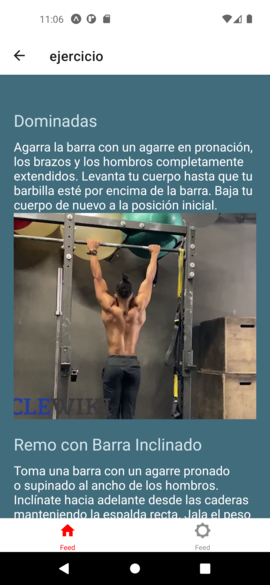 11:06
ejercicio
Dominadas
Agarra la barra con un agarre en pronación,
los brazos y los hombros completamente
extendidos. Levanta tu cuerpo hasta que tu
barbilla esté por encima de la barra. Baja tu
cuerpo de nuevo a la posición inicial.
Remo con Barra Inclinado
Toma una barra con un agarre pronado
o supinado al ancho de los hombros.
Inclínate hacia adelante desde las caderas
manteniendo la espalda recta. Jala el peso
Feed
Feed